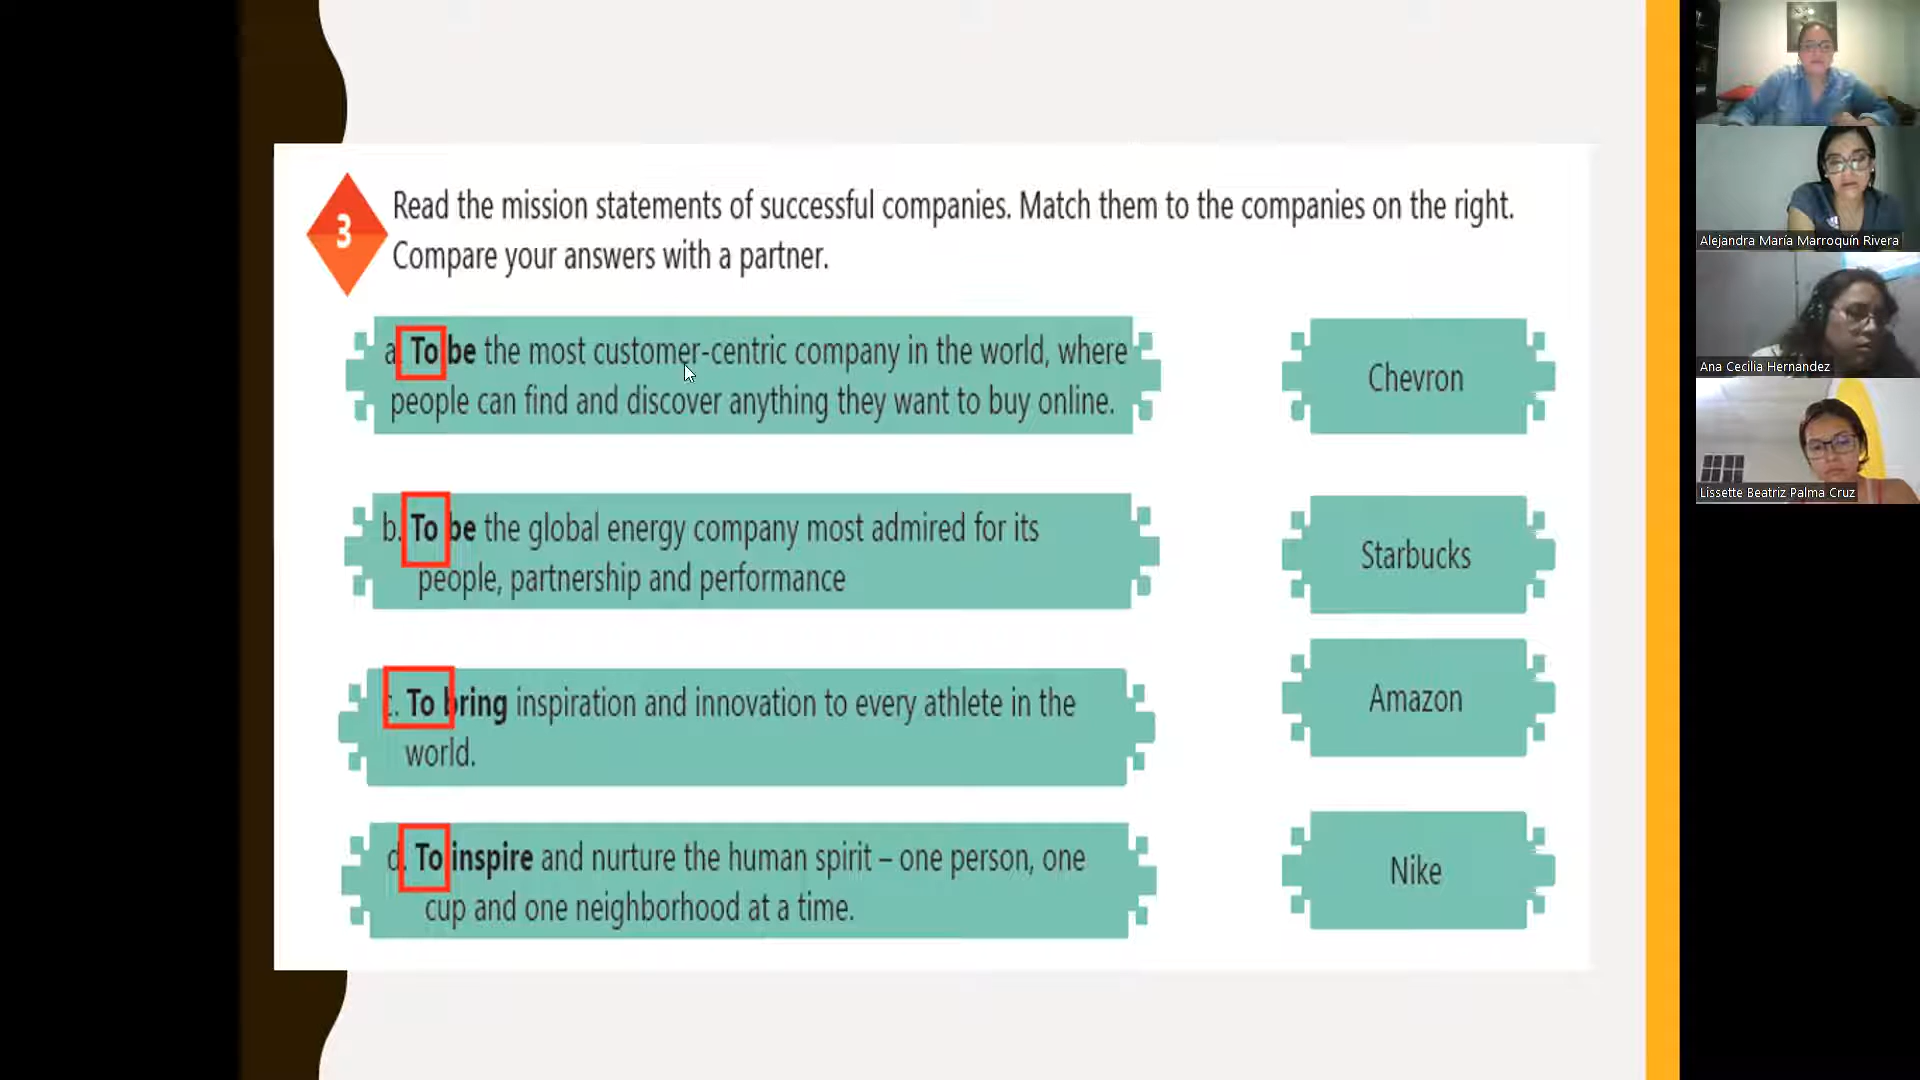 3
Read the mission statements of successful companies. Match them to the companies on the right.
Compare your answers with a partner.
a. To be the most customer-centric company in the world, where
people can find and discover anything they want to buy online.
Chevron
b. To be the global energy company most admired for its
people, partnership and performance
Starbucks
c. To bring inspiration and innovation to every athlete in the
world.
Amazon
d. To inspire and nurture the human spirit – one person, one
cup and one neighborhood at a time.
Nike
Alejandra María Marroquín Rivera
Ana Cecilia Hernandez
Lissette Beatriz Palma Cruz